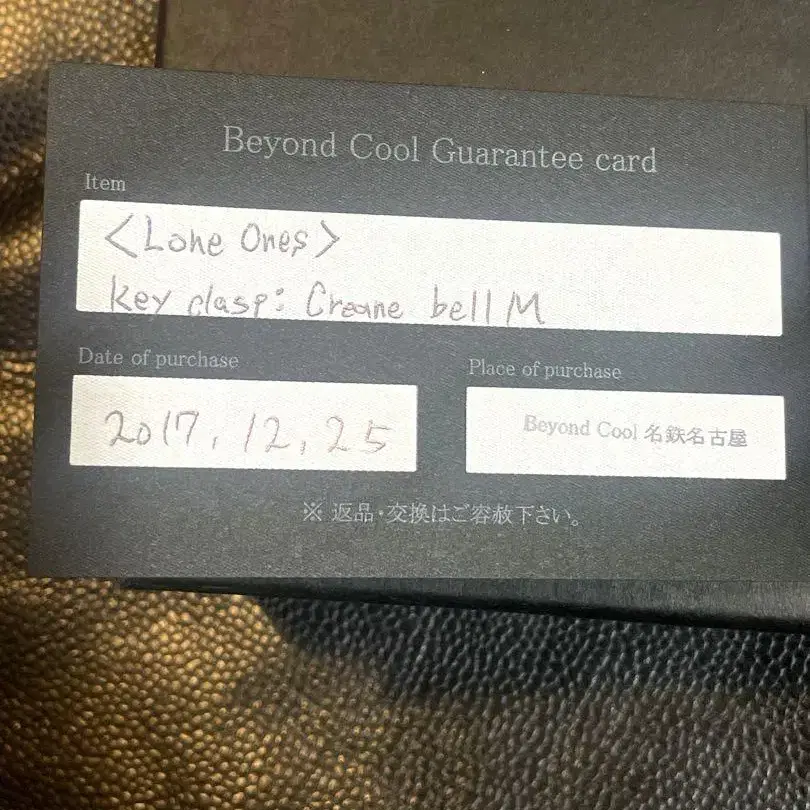 Beyond Cool Guarantee card
Item
<Lone Ones>
key clasp: Creane bell M
Date of purchase
2017, 12, 25
Place of purchase
Beyond Cool 名鉄名古屋
※ 返品・交換はご容赦下さい。